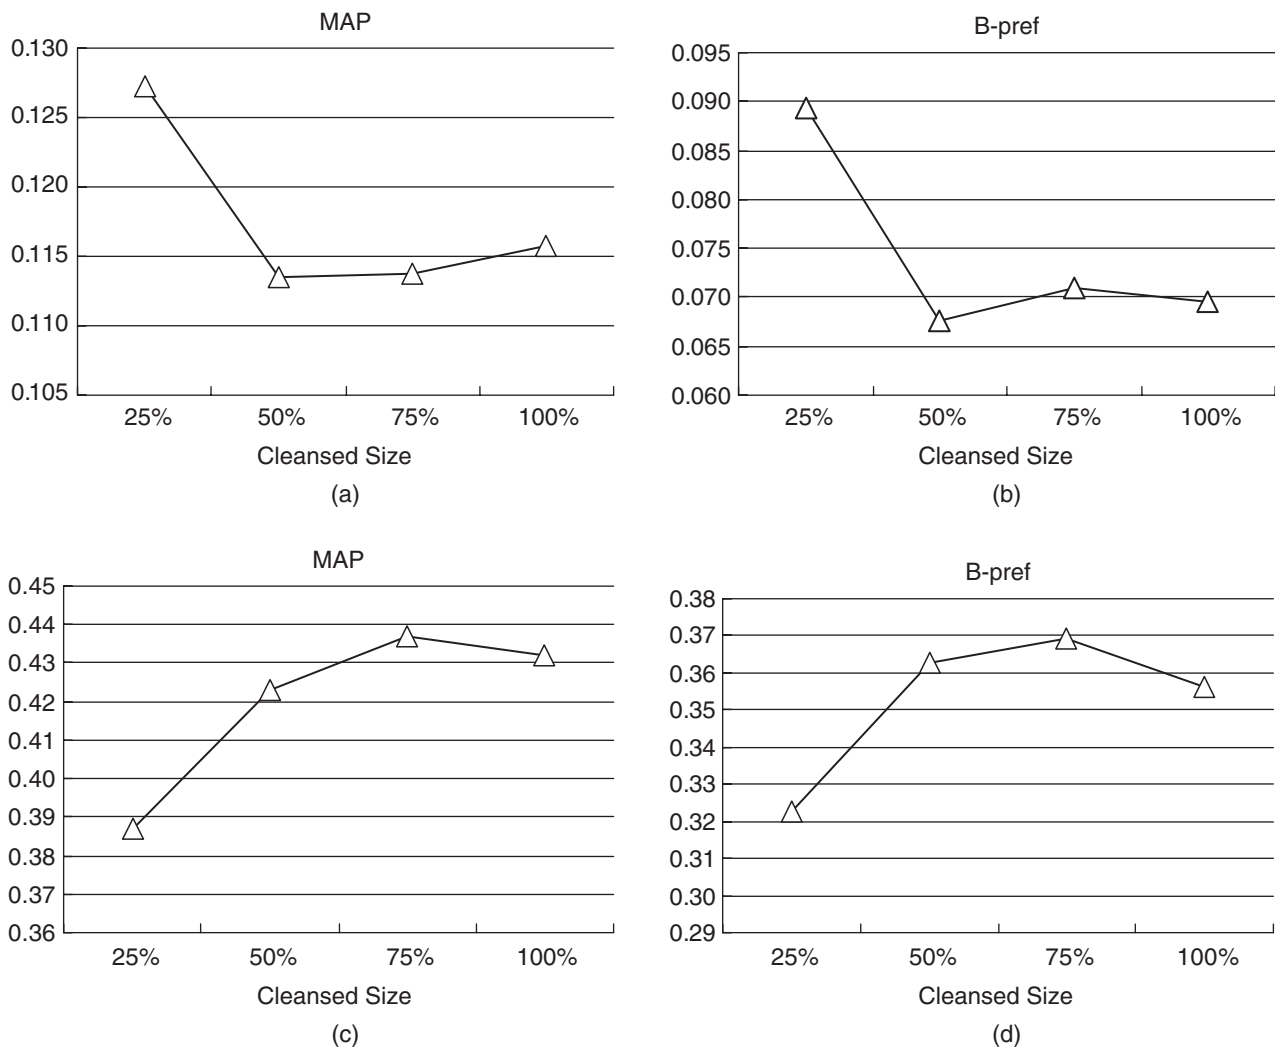 MAP
0.130
0.125
0.120
0.115
0.110
0.105
25% 50% 75% 100%
Cleansed Size
(a)
B-pref
0.095
0.090
0.085
0.080
0.075
0.070
0.065
0.060
25% 50% 75% 100%
Cleansed Size
(b)
MAP
0.45
0.44
0.43
0.42
0.41
0.40
0.39
0.38
0.37
0.36
25% 50% 75% 100%
Cleansed Size
(c)
B-pref
0.38
0.37
0.36
0.35
0.34
0.33
0.32
0.31
0.30
0.29
25% 50% 75% 100%
Cleansed Size
(d)